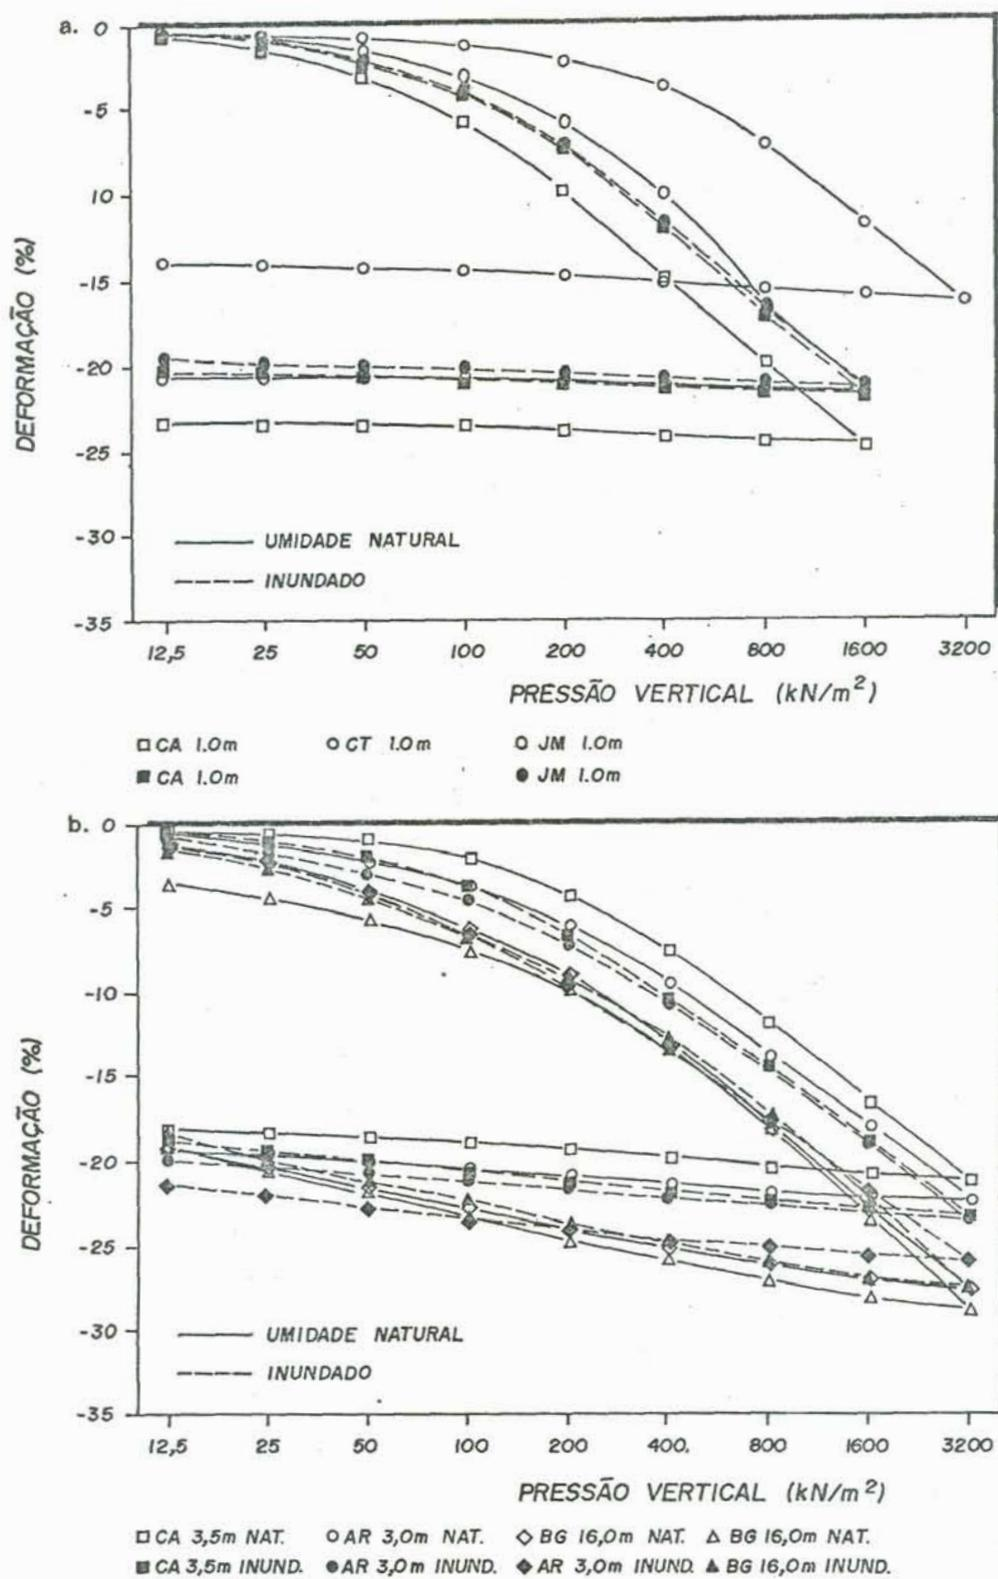 a.
0
-5
10
-15
-20
-25
-30
-35
DEFORMAÇÃO (%)
UMIDADE NATURAL
INUNDADO
12,5 25 50 100 200 400 800 1600 3200
PRESSÃO VERTICAL (kN/m²)
CA 1.0m CT 1.0m JM 1.0m
CA 1.0m JM 1.0m
b.
0
-5
-10
-15
-20
-25
-30
-35
DEFORMAÇÃO (%)
UMIDADE NATURAL
INUNDADO
12,5 25 50 100 200 400. 800 1600 3200
PRESSÃO VERTICAL (kN/m²)
CA 3,5m NAT. AR 3,0m NAT. BG 16,0m NAT. BG 16,0m NAT.
CA 3,5m INUND. AR 3,0m INUND. AR 3,0m INUND. BG 16,0m INUND.